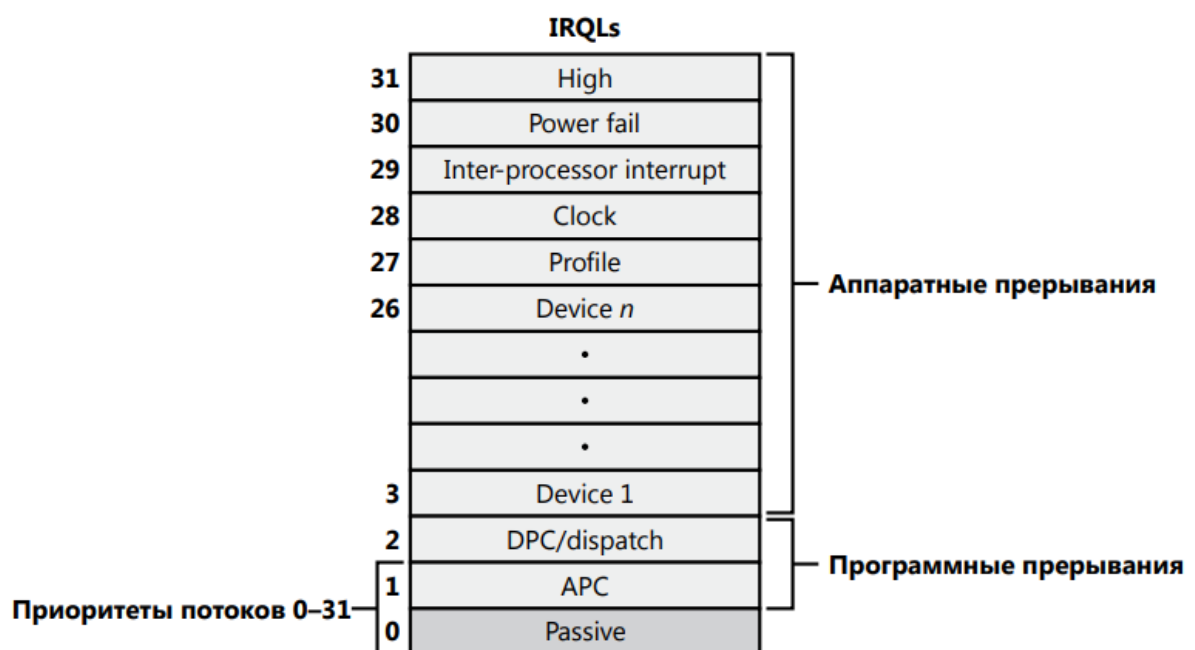 IRQLs
31 High
30 Power fail
29 Inter-processor interrupt
28 Clock
27 Profile
Аппаратные прерывания
26 Device n
•
•
•
3 Device 1
2 DPC/dispatch
Программные прерывания
1 APC
Приоритеты потоков 0–31
0 Passive